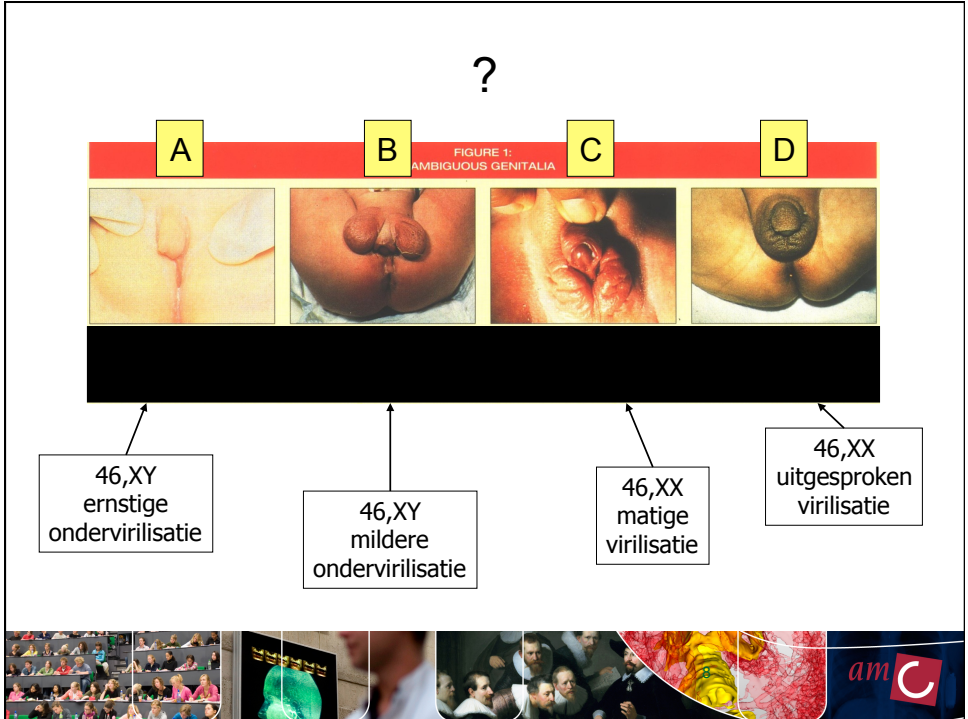 ?
A
B
C
D
FIGURE 1:
AMBIGUOUS GENITALIA
46,XY
ernstige
ondervirilisatie
46,XY
mildere
ondervirilisatie
46,XX
matige
virilisatie
46,XX
uitgesproken
virilisatie
8
amC